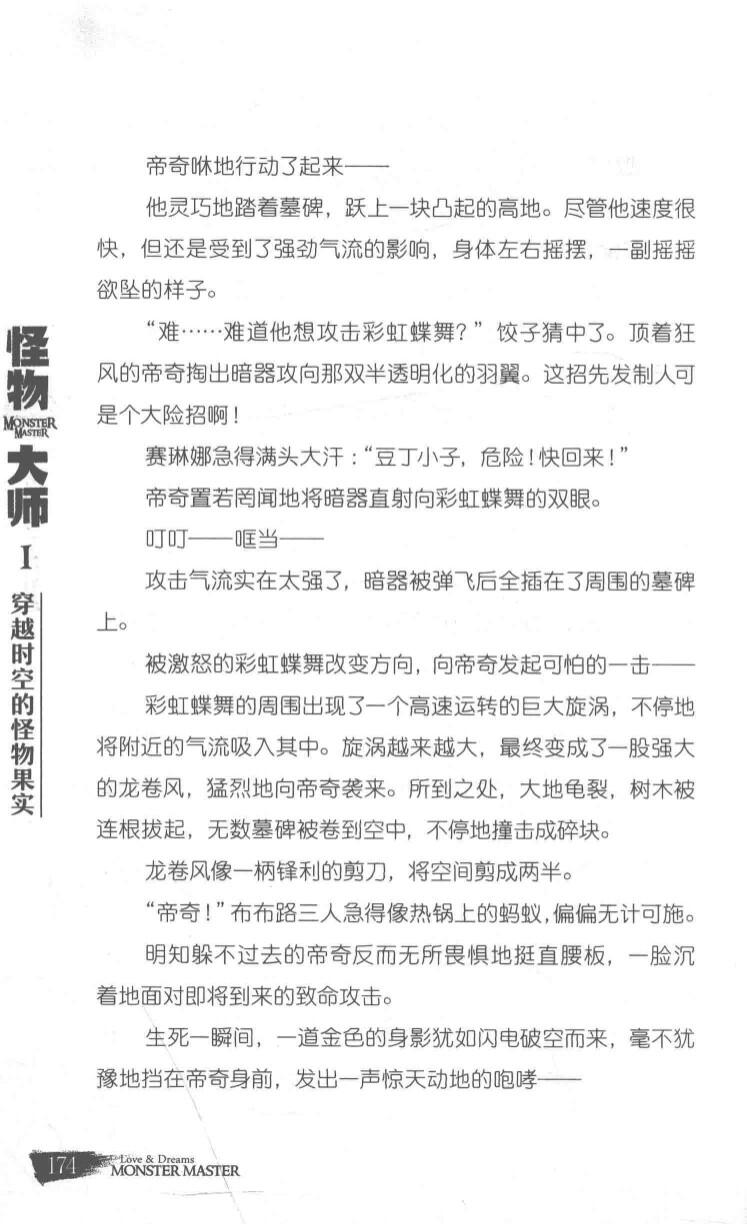 帝奇咻地行动了起来——
他灵巧地踏着墓碑，跃上一块凸起的高地。尽管他速度很
快，但还是受到了强劲气流的影响，身体左右摇摆，一副摇摇
欲坠的样子。
“难……难道他想攻击彩虹蝶舞？”饺子猜中了。顶着狂
风的帝奇掏出暗器攻向那双半透明化的羽翼。这招先发制人可
是个大险招啊！
赛琳娜急得满头大汗：“豆丁小子，危险！快回来！”
帝奇置若罔闻地将暗器直射向彩虹蝶舞的双眼。
叮叮——哐当——
攻击气流实在太强了，暗器被弹飞后全插在了周围的墓碑
上。
被激怒的彩虹蝶舞改变方向，向帝奇发起可怕的一击——
彩虹蝶舞的周围出现了一个高速运转的巨大旋涡，不停地
将附近的气流吸入其中。旋涡越来越大，最终变成了一股强大
的龙卷风，猛烈地向帝奇袭来。所到之处，大地龟裂，树木被
连根拔起，无数墓碑被卷到空中，不停地撞击成碎块。
龙卷风像一柄锋利的剪刀，将空间剪成两半。
“帝奇！”布布路三人急得像热锅上的蚂蚁，偏偏无计可施。
明知躲不过去的帝奇反而无所畏惧地挺直腰板，一脸沉
着地面对即将到来的致命攻击。
生死一瞬间，一道金色的身影犹如闪电破空而来，毫不犹
豫地挡在帝奇身前，发出一声惊天动地的咆哮——
怪物
MONSTER
MASTER
大师
I
穿越时空的怪物果实
174
Love & Dreams
MONSTER MASTER